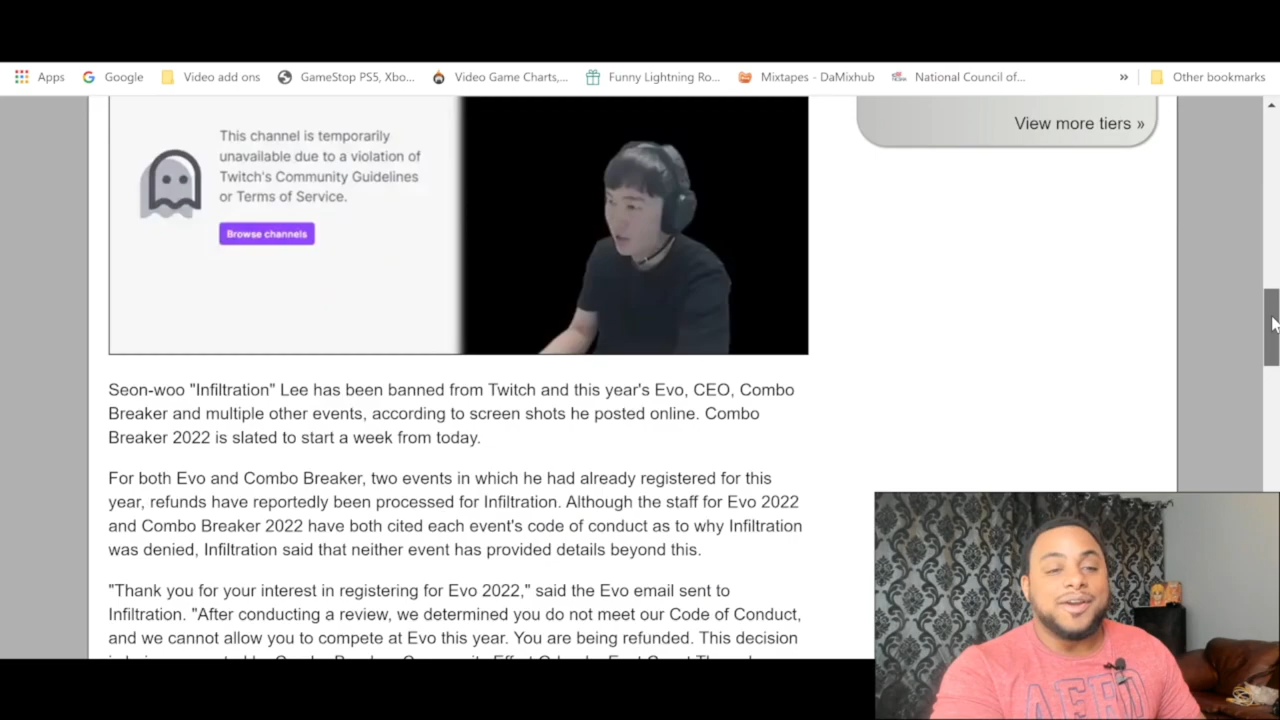 Apps
Google
Video add ons
GameStop PS5, Xbo...
Video Game Charts,...
Funny Lightning Ro...
Mixtapes - DaMixhub
National Council of...
»
Other bookmarks
This channel is temporarily
unavailable due to a violation of
Twitch's Community Guidelines
or Terms of Service.
Browse channels
View more tiers »
Seon-woo "Infiltration" Lee has been banned from Twitch and this year's Evo, CEO, Combo
Breaker and multiple other events, according to screen shots he posted online. Combo
Breaker 2022 is slated to start a week from today.
For both Evo and Combo Breaker, two events in which he had already registered for this
year, refunds have reportedly been processed for Infiltration. Although the staff for Evo 2022
and Combo Breaker 2022 have both cited each event's code of conduct as to why Infiltration
was denied, Infiltration said that neither event has provided details beyond this.
"Thank you for your interest in registering for Evo 2022," said the Evo email sent to
Infiltration. "After conducting a review, we determined you do not meet our Code of Conduct,
and we cannot allow you to compete at Evo this year. You are being refunded. This decision
AERO